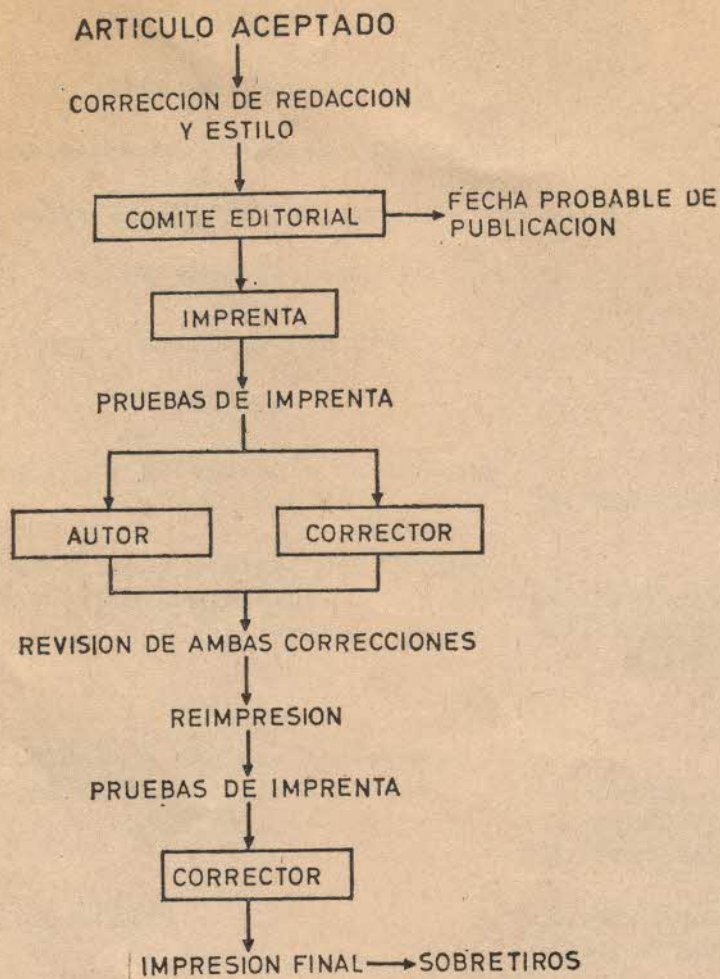 ARTICULO ACEPTADO
CORRECCION DE REDACCION
Y ESTILO
COMITE EDITORIAL
FECHA PROBABLE DE
PUBLICACION
IMPRENTA
PRUEBAS DE IMPRENTA
AUTOR
CORRECTOR
REVISION DE AMBAS CORRECCIONES
REIMPRESION
PRUEBAS DE IMPRENTA
CORRECTOR
IMPRESION FINAL
SOBRETIROS